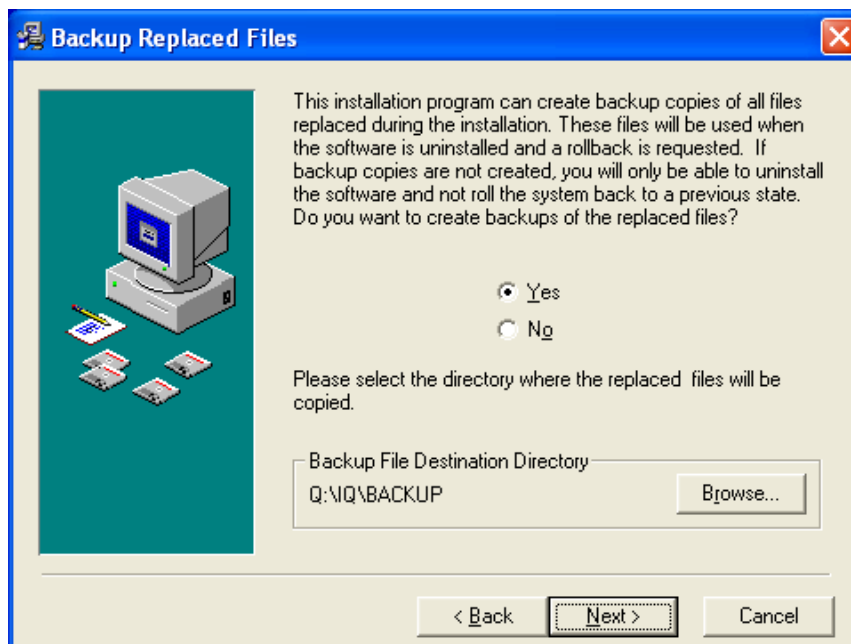 Backup Replaced Files
This installation program can create backup copies of all files
replaced during the installation. These files will be used when
the software is uninstalled and a rollback is requested.  If
backup copies are not created, you will only be able to uninstall
the software and not roll the system back to a previous state.
Do you want to create backups of the replaced files?
Yes
No
Please select the directory where the replaced  files will be
copied.
Backup File Destination Directory
Q:\IQ\BACKUP
Browse...
< Back
Next >
Cancel